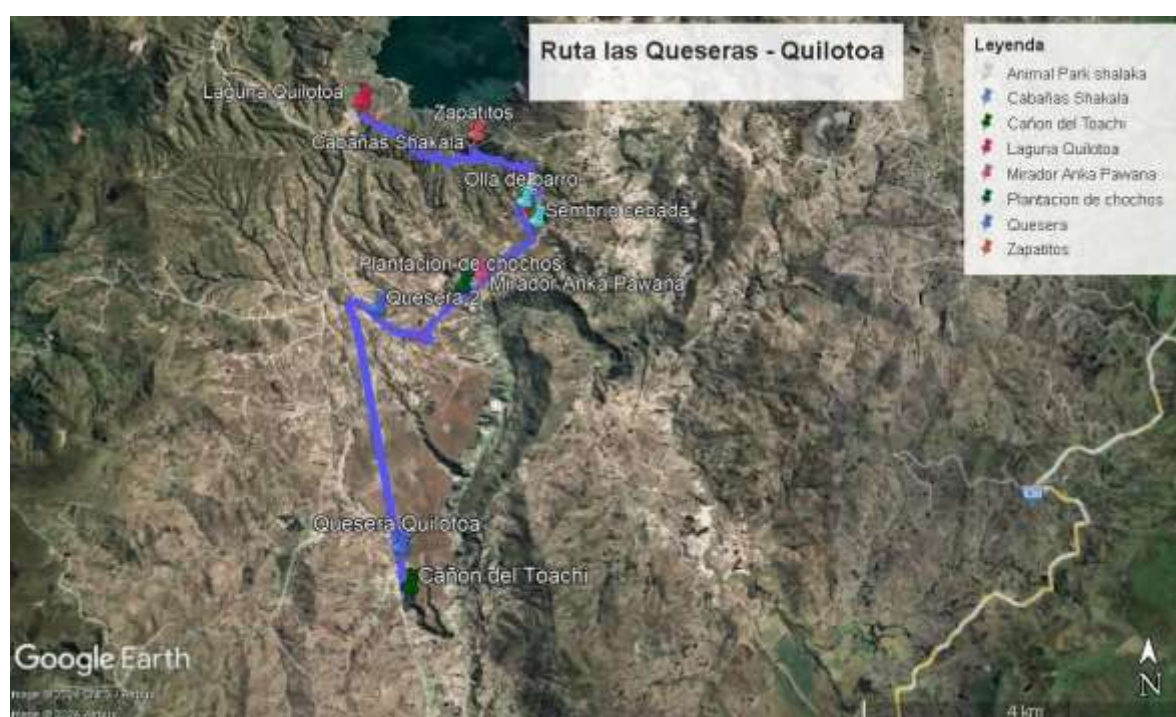 Ruta las Queseras - Quilotoa
Leyenda
Animal Park shalaka
Cabañas Shakala
Cañon del Toachi
Laguna Quilotoa
Mirador Anka Pawana
Plantacion de chochos
Quesera
Zapatitos
Laguna Quilotoa
Zapatitos
Cabañas Shakala
Olla de barro
Sembrio cebada
Plantacion de chochos
Mirador Anka Pawana
Quesera 2
Quesera Quilotoa
Cañon del Toachi
Google Earth
4 km
N